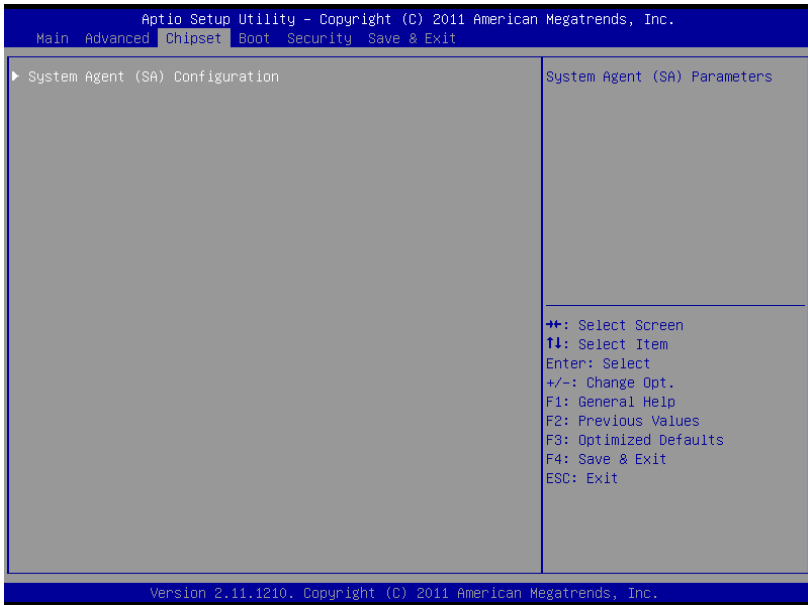 Aptio Setup Utility – Copyright (C) 2011 American Megatrends, Inc.
Main Advanced Chipset Boot Security Save & Exit
▶ System Agent (SA) Configuration
System Agent (SA) Parameters
→←: Select Screen
↑↓: Select Item
Enter: Select
+/-: Change Opt.
F1: General Help
F2: Previous Values
F3: Optimized Defaults
F4: Save & Exit
ESC: Exit
Version 2.11.1210. Copyright (C) 2011 American Megatrends, Inc.